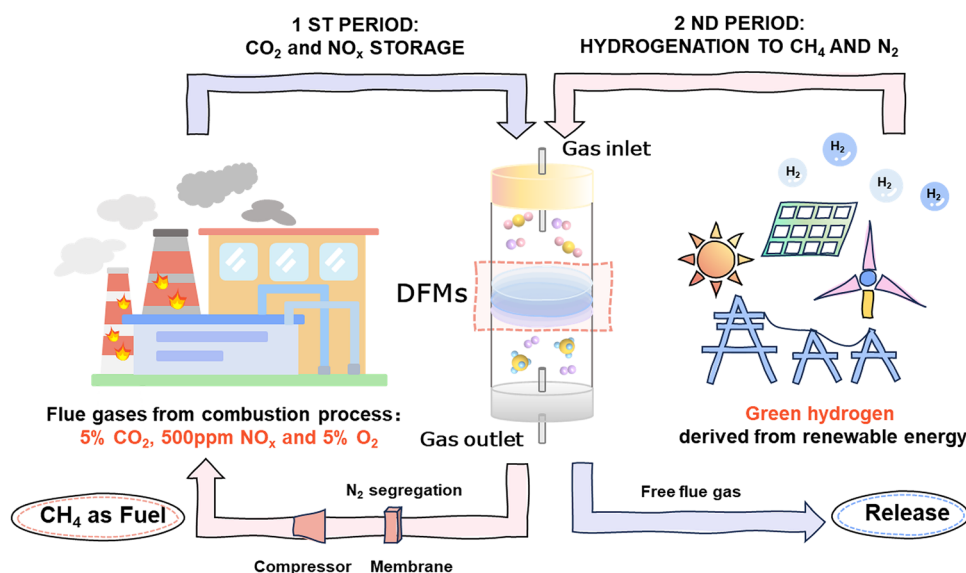 1 ST PERIOD:
CO₂ and NOₓ STORAGE
2 ND PERIOD:
HYDROGENATION TO CH₄ AND N₂
Gas inlet
H₂
H₂
H₂
H₂
DFMs
Flue gases from combustion process:
5% CO₂, 500ppm NOₓ and 5% O₂
Gas outlet
Green hydrogen
derived from renewable energy
CH₄ as Fuel
N₂ segregation
Compressor
Membrane
Free flue gas
Release